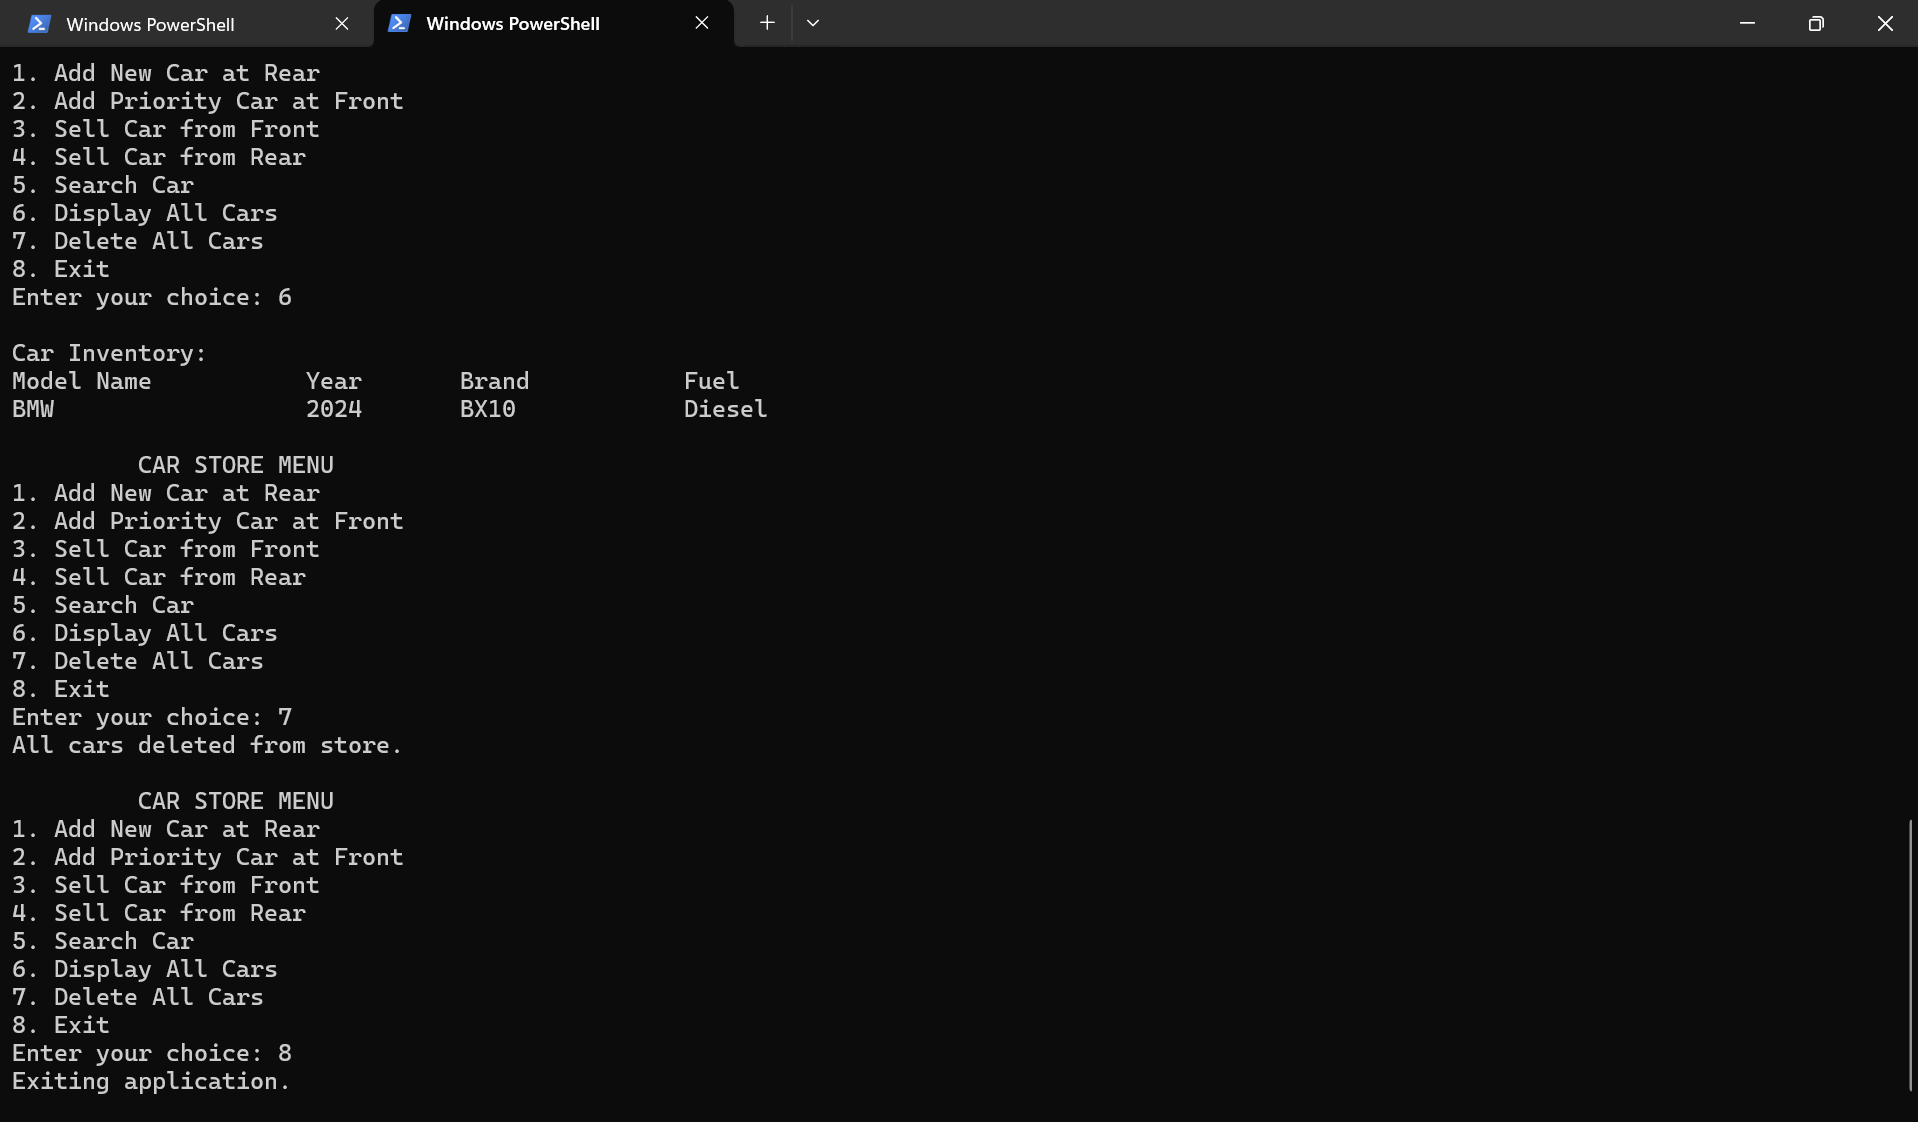 Windows PowerShell
Windows PowerShell
1. Add New Car at Rear
2. Add Priority Car at Front
3. Sell Car from Front
4. Sell Car from Rear
5. Search Car
6. Display All Cars
7. Delete All Cars
8. Exit
Enter your choice: 6
Car Inventory:
Model Name Year Brand Fuel
BMW 2024 BX10 Diesel
CAR STORE MENU
1. Add New Car at Rear
2. Add Priority Car at Front
3. Sell Car from Front
4. Sell Car from Rear
5. Search Car
6. Display All Cars
7. Delete All Cars
8. Exit
Enter your choice: 7
All cars deleted from store.
CAR STORE MENU
1. Add New Car at Rear
2. Add Priority Car at Front
3. Sell Car from Front
4. Sell Car from Rear
5. Search Car
6. Display All Cars
7. Delete All Cars
8. Exit
Enter your choice: 8
Exiting application.